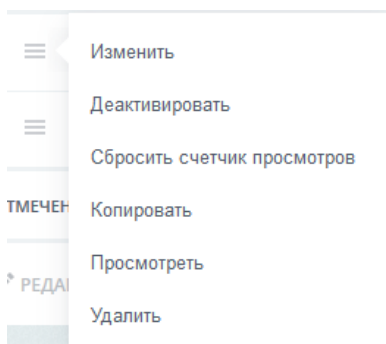 Изменить
Деактивировать
Сбросить счетчик просмотров
ТМЕЧЕН
Копировать
Просмотреть
РЕДА
Удалить